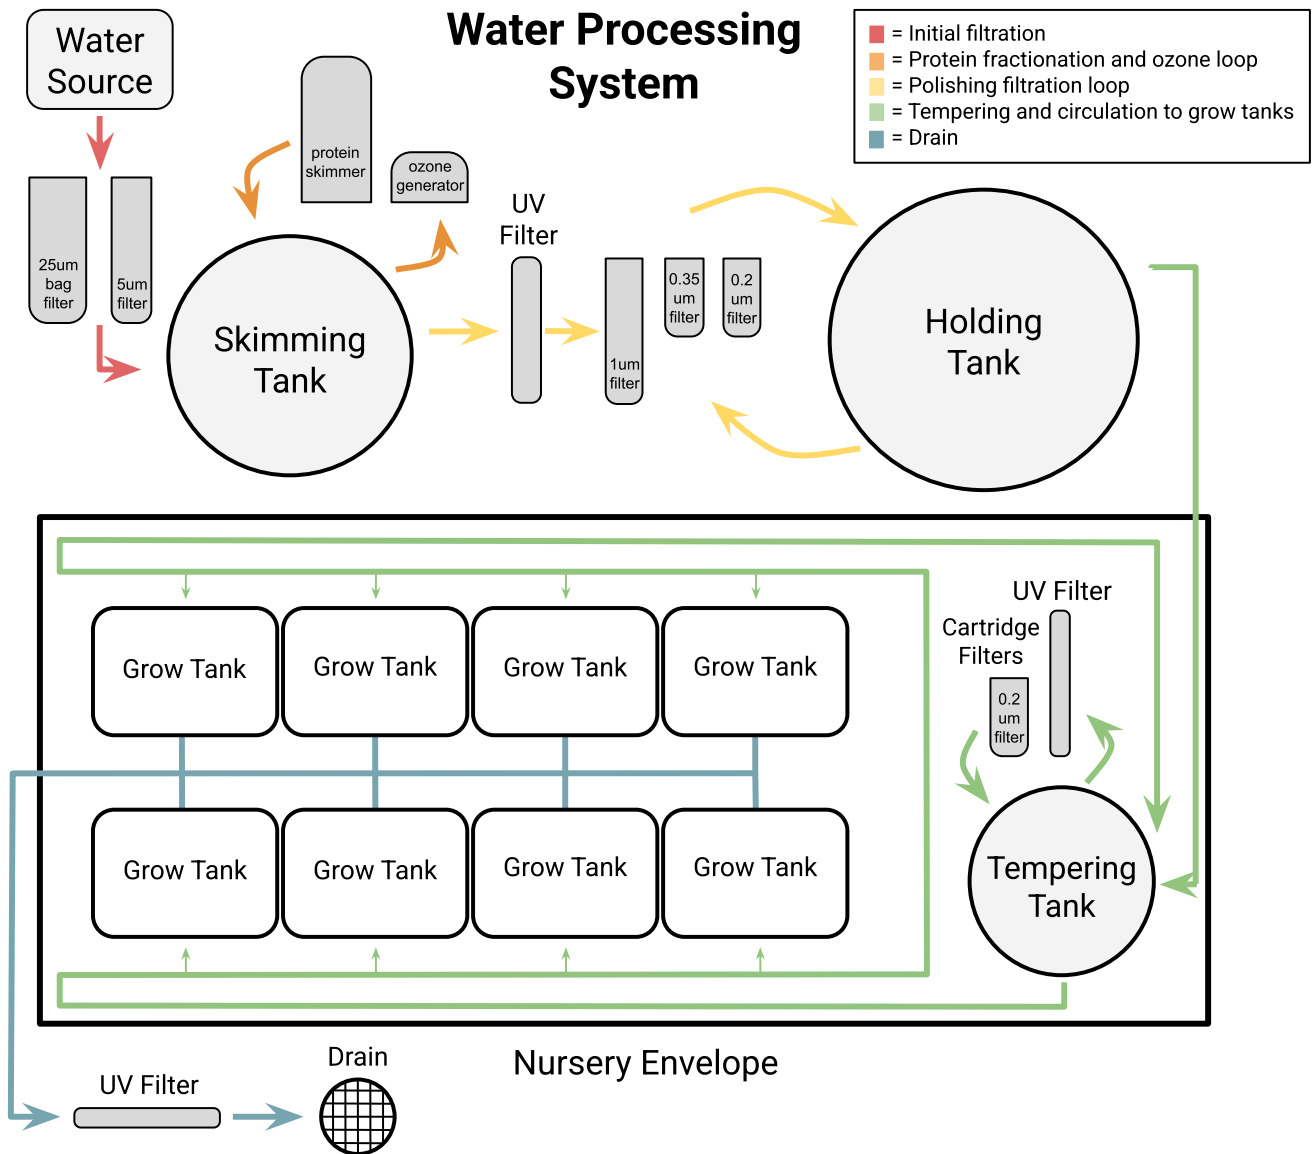 Water Processing
System
Water
Source
= Initial filtration
= Protein fractionation and ozone loop
= Polishing filtration loop
= Tempering and circulation to grow tanks
= Drain
protein
skimmer
ozone
generator
25um
bag
filter
5um
filter
Skimming
Tank
UV
Filter
1um
filter
0.35
um
filter
0.2
um
filter
Holding
Tank
Grow Tank
Grow Tank
Grow Tank
Grow Tank
Grow Tank
Grow Tank
Grow Tank
Grow Tank
UV Filter
Cartridge
Filters
0.2
um
filter
Tempering
Tank
Nursery Envelope
UV Filter
Drain